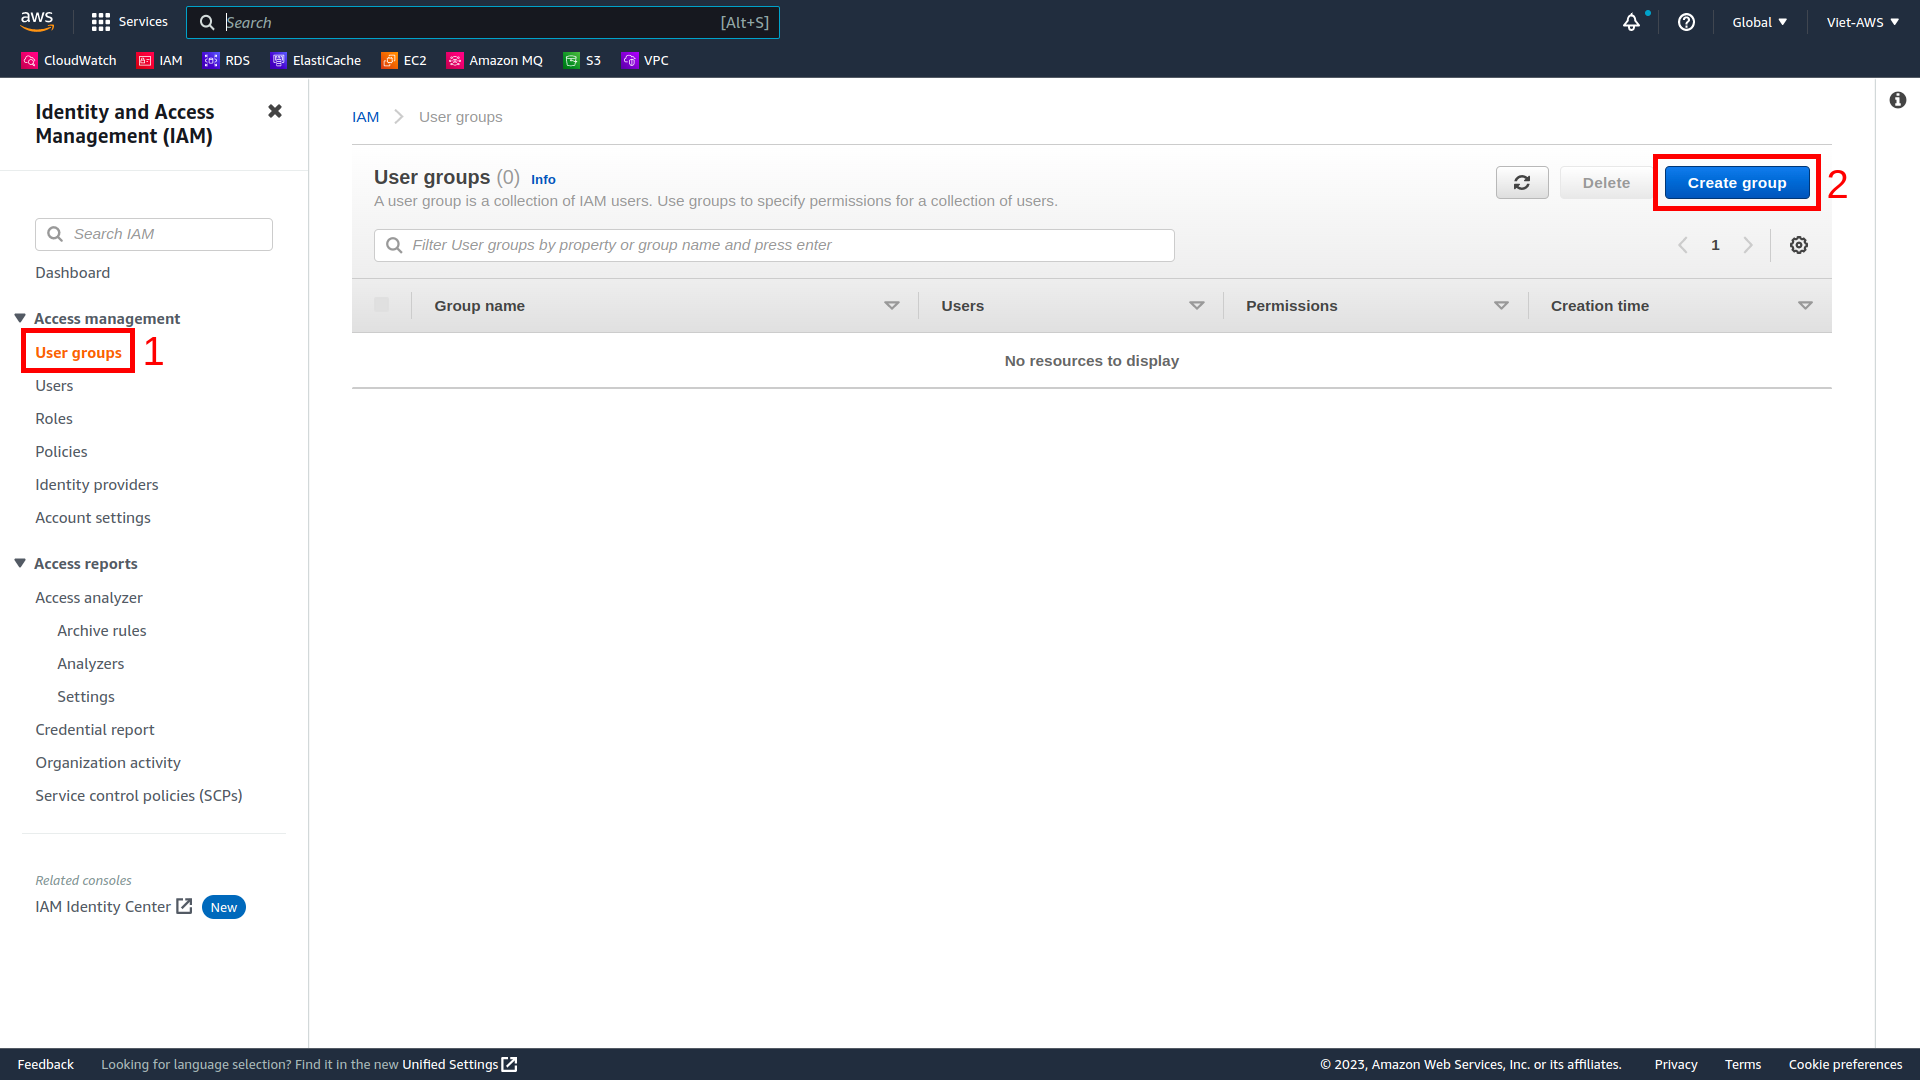 aws
Services
Search
[Alt+S]
Global
Viet-AWS
CloudWatch
IAM
RDS
ElastiCache
EC2
Amazon MQ
S3
VPC
Identity and Access
Management (IAM)
Search IAM
Dashboard
Access management
User groups
1
Users
Roles
Policies
Identity providers
Account settings
Access reports
Access analyzer
Archive rules
Analyzers
Settings
Credential report
Organization activity
Service control policies (SCPs)
Related consoles
IAM Identity Center
New
IAM
User groups
User groups (0) Info
A user group is a collection of IAM users. Use groups to specify permissions for a collection of users.
Delete
Create group
2
Filter User groups by property or group name and press enter
1
Group name
Users
Permissions
Creation time
No resources to display
Feedback
Looking for language selection? Find it in the new Unified Settings
© 2023, Amazon Web Services, Inc. or its affiliates.
Privacy
Terms
Cookie preferences